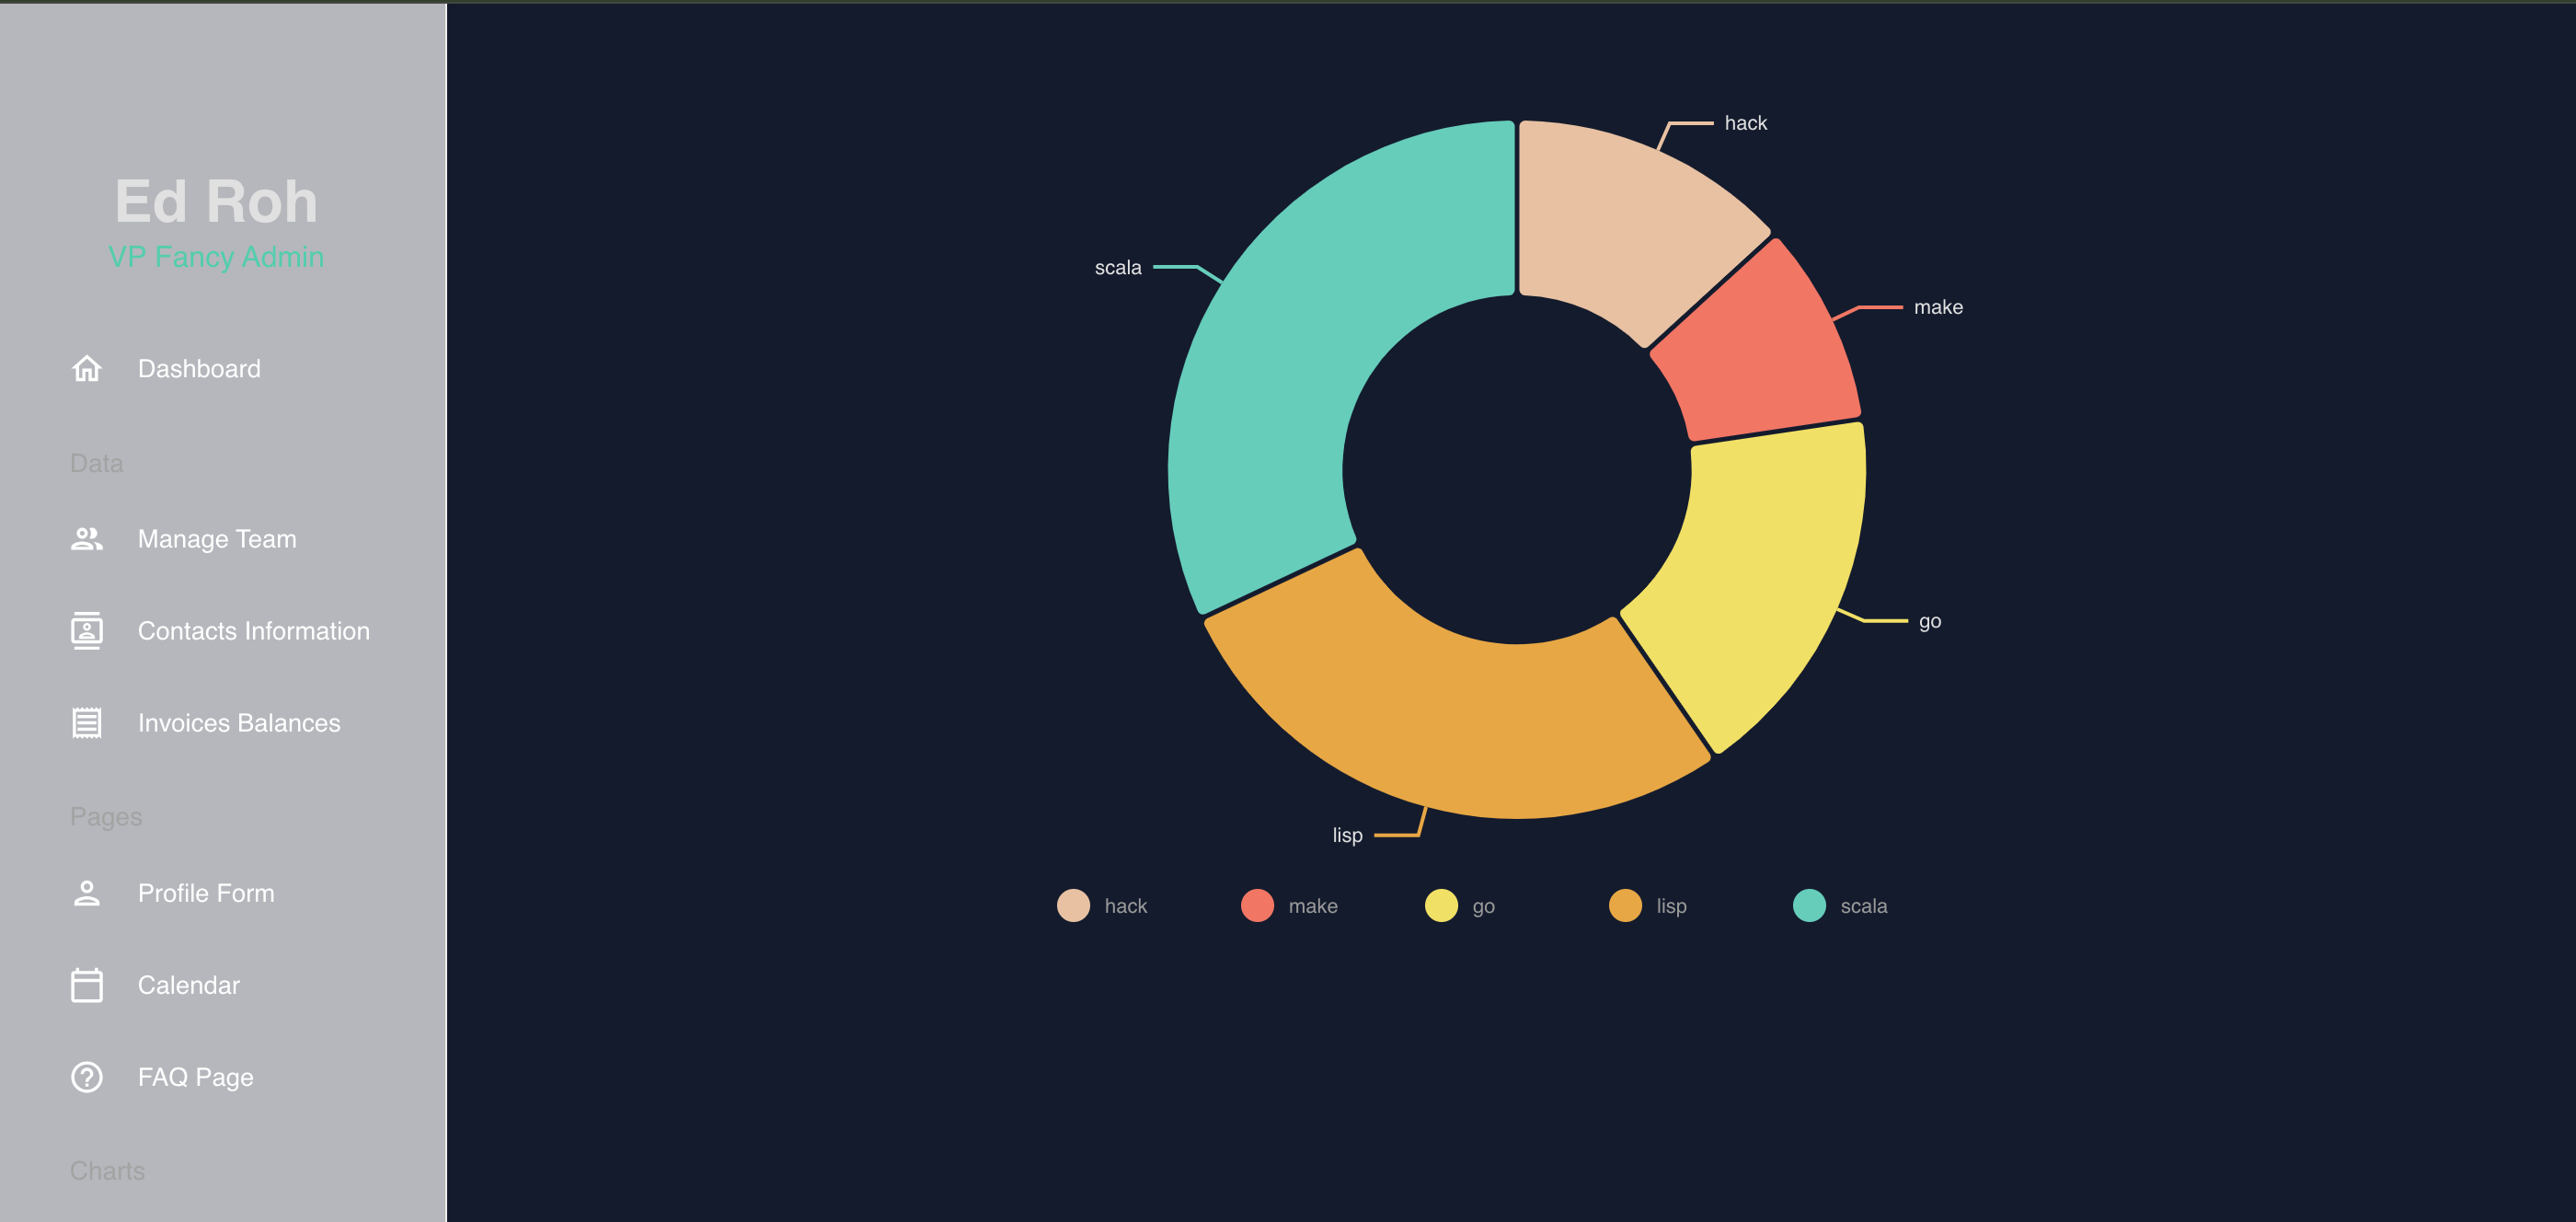 Ed Roh
VP Fancy Admin
Dashboard
Data
Manage Team
Contacts Information
Invoices Balances
Pages
Profile Form
Calendar
FAQ Page
Charts
hack
scala
make
go
lisp
hack
make
go
lisp
scala